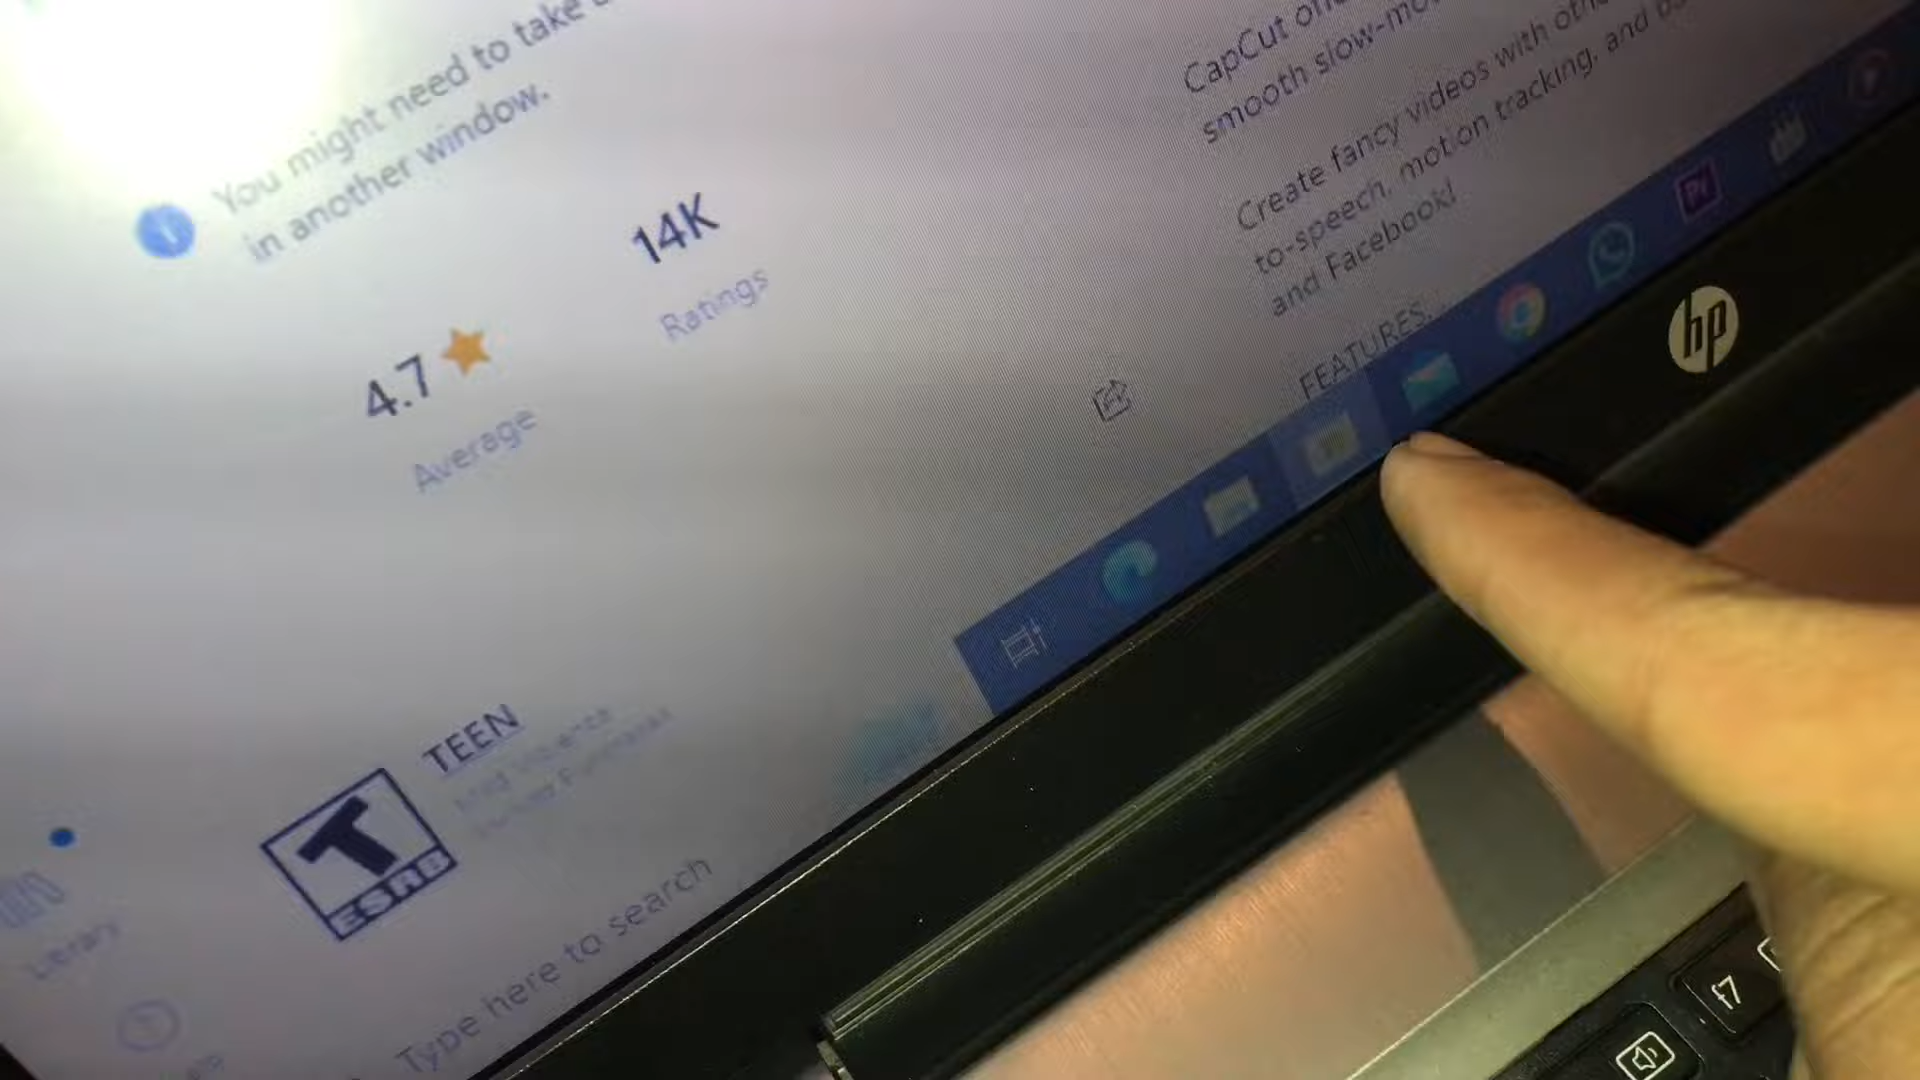 You might need to take
in another window.
14K
Ratings
4.7
Average
TEEN
T
ESRB
Library
Type here to search
CapCut
smooth slow-mo
Create fancy videos with
to-speech, motion tracking, and
and Facebook!
FEATURES:
Pr
hp
f7